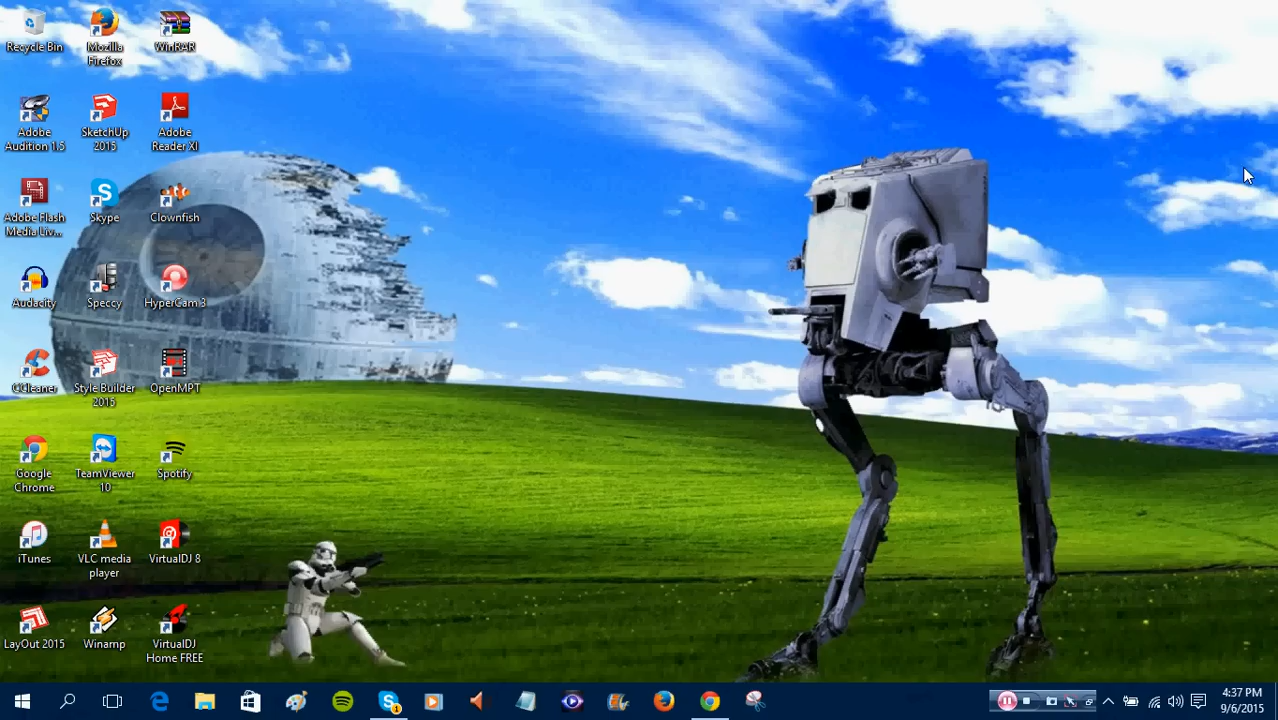 Recycle Bin
Mozilla
Firefox
WinRAR
Adobe
Audition 1.5
SketchUp
2015
Adobe
Reader XI
Adobe Flash
Media Liv...
Skype
Clownfish
Audacity
Speccy
HyperCam 3
CCleaner
Style Builder
2015
OpenMPT
Google
Chrome
TeamViewer
10
Spotify
iTunes
VLC media
player
VirtualDJ 8
LayOut 2015
Winamp
VirtualDJ
Home FREE
1
4:37 PM
9/6/2015